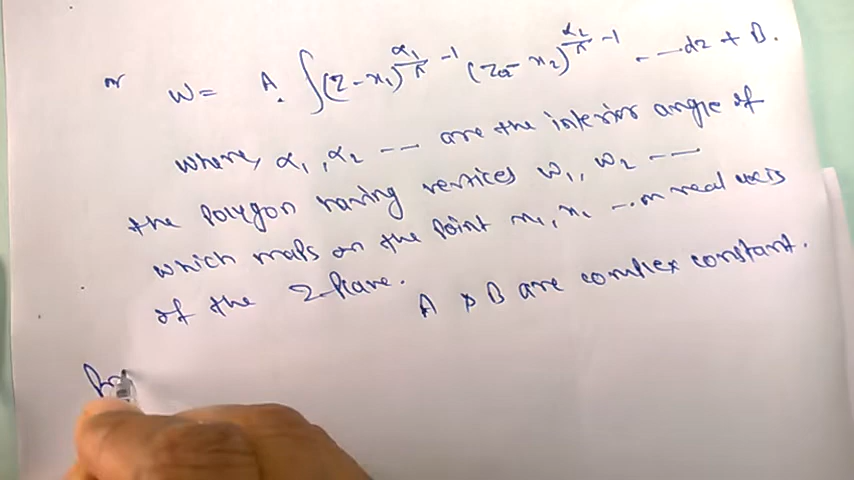 or W = A. ∫(z-x₁)^(α₁/π -1) (z-x₂)^(α₂/π -1) ... dz + B.
where, α₁, α₂ -- are the interior angle of
the polygon having vertices w₁, w₂ --
which maps on the point x₁, x₂ -- on real axis
of the z-plane. A & B are complex constant.